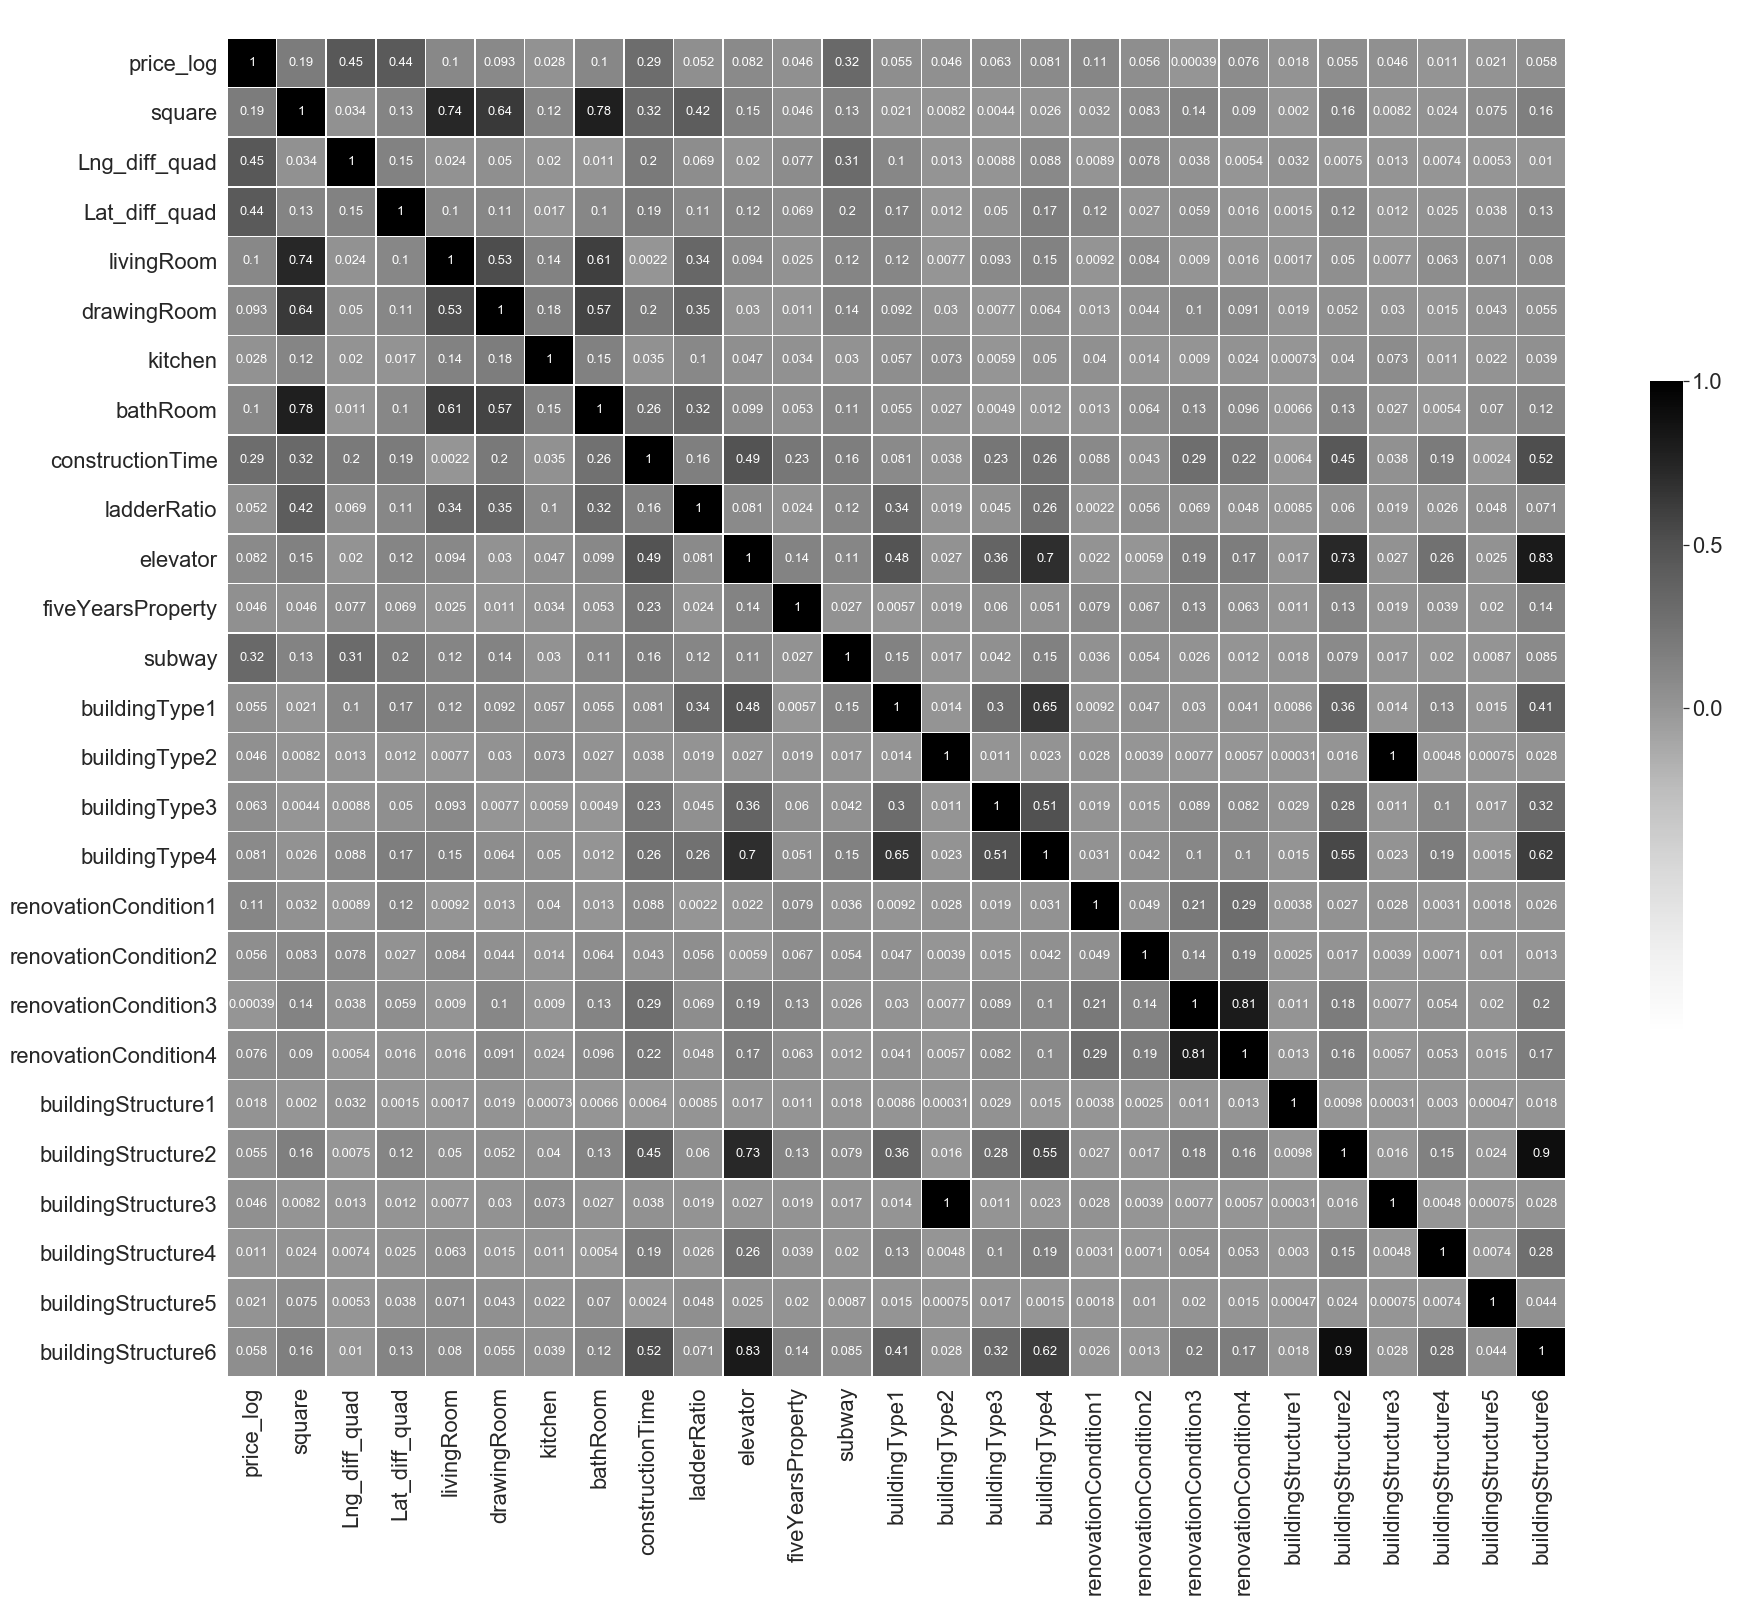 price_log 1 0.19 0.45 0.44 0.1 0.093 0.028 0.1 0.29 0.052 0.082 0.046 0.32 0.055 0.046 0.063 0.081 0.11 0.056 0.00039 0.076 0.018 0.055 0.046 0.011 0.021 0.058
square 0.19 1 0.034 0.13 0.74 0.64 0.12 0.78 0.32 0.42 0.15 0.046 0.13 0.021 0.0082 0.0044 0.026 0.032 0.083 0.14 0.09 0.002 0.16 0.0082 0.024 0.075 0.16
Lng_diff_quad 0.45 0.034 1 0.15 0.024 0.05 0.02 0.011 0.2 0.069 0.02 0.077 0.31 0.1 0.013 0.0088 0.088 0.0089 0.078 0.038 0.0054 0.032 0.0075 0.013 0.0074 0.0053 0.01
Lat_diff_quad 0.44 0.13 0.15 1 0.1 0.11 0.017 0.1 0.19 0.11 0.12 0.069 0.2 0.17 0.012 0.05 0.17 0.12 0.027 0.059 0.016 0.0015 0.12 0.012 0.025 0.038 0.13
livingRoom 0.1 0.74 0.024 0.1 1 0.53 0.14 0.61 0.0022 0.34 0.094 0.025 0.12 0.12 0.0077 0.093 0.15 0.0092 0.084 0.009 0.016 0.0017 0.05 0.0077 0.063 0.071 0.08
drawingRoom 0.093 0.64 0.05 0.11 0.53 1 0.18 0.57 0.2 0.35 0.03 0.011 0.14 0.092 0.03 0.0077 0.064 0.013 0.044 0.1 0.091 0.019 0.052 0.03 0.015 0.043 0.055
kitchen 0.028 0.12 0.02 0.017 0.14 0.18 1 0.15 0.035 0.1 0.047 0.034 0.03 0.057 0.073 0.0059 0.05 0.04 0.014 0.009 0.024 0.00073 0.04 0.073 0.011 0.022 0.039
bathRoom 0.1 0.78 0.011 0.1 0.61 0.57 0.15 1 0.26 0.32 0.099 0.053 0.11 0.055 0.027 0.0049 0.012 0.013 0.064 0.13 0.096 0.0066 0.13 0.027 0.0054 0.07 0.12
constructionTime 0.29 0.32 0.2 0.19 0.0022 0.2 0.035 0.26 1 0.16 0.49 0.23 0.16 0.081 0.038 0.23 0.26 0.088 0.043 0.29 0.22 0.0064 0.45 0.038 0.19 0.0024 0.52
ladderRatio 0.052 0.42 0.069 0.11 0.34 0.35 0.1 0.32 0.16 1 0.081 0.024 0.12 0.34 0.019 0.045 0.26 0.0022 0.056 0.069 0.048 0.0085 0.06 0.019 0.026 0.048 0.071
elevator 0.082 0.15 0.02 0.12 0.094 0.03 0.047 0.099 0.49 0.081 1 0.14 0.11 0.48 0.027 0.36 0.7 0.022 0.0059 0.19 0.17 0.017 0.73 0.027 0.26 0.025 0.83
fiveYearsProperty 0.046 0.046 0.077 0.069 0.025 0.011 0.034 0.053 0.23 0.024 0.14 1 0.027 0.0057 0.019 0.06 0.051 0.079 0.067 0.13 0.063 0.011 0.13 0.019 0.039 0.02 0.14
subway 0.32 0.13 0.31 0.2 0.12 0.14 0.03 0.11 0.16 0.12 0.11 0.027 1 0.15 0.017 0.042 0.15 0.036 0.054 0.026 0.012 0.018 0.079 0.017 0.02 0.0087 0.085
buildingType1 0.055 0.021 0.1 0.17 0.12 0.092 0.057 0.055 0.081 0.34 0.48 0.0057 0.15 1 0.014 0.3 0.65 0.0092 0.047 0.03 0.041 0.0086 0.36 0.014 0.13 0.015 0.41
buildingType2 0.046 0.0082 0.013 0.012 0.0077 0.03 0.073 0.027 0.038 0.019 0.027 0.019 0.017 0.014 1 0.011 0.023 0.028 0.0039 0.0077 0.0057 0.00031 0.016 1 0.0048 0.00075 0.028
buildingType3 0.063 0.0044 0.0088 0.05 0.093 0.0077 0.0059 0.0049 0.23 0.045 0.36 0.06 0.042 0.3 0.011 1 0.51 0.019 0.015 0.089 0.082 0.029 0.28 0.011 0.1 0.017 0.32
buildingType4 0.081 0.026 0.088 0.17 0.15 0.064 0.05 0.012 0.26 0.26 0.7 0.051 0.15 0.65 0.023 0.51 1 0.031 0.042 0.1 0.1 0.015 0.55 0.023 0.19 0.0015 0.62
renovationCondition1 0.11 0.032 0.0089 0.12 0.0092 0.013 0.04 0.013 0.088 0.0022 0.022 0.079 0.036 0.0092 0.028 0.019 0.031 1 0.049 0.21 0.29 0.0038 0.027 0.028 0.0031 0.0018 0.026
renovationCondition2 0.056 0.083 0.078 0.027 0.084 0.044 0.014 0.064 0.043 0.056 0.0059 0.067 0.054 0.047 0.0039 0.015 0.042 0.049 1 0.14 0.19 0.0025 0.017 0.0039 0.0071 0.01 0.013
renovationCondition3 0.00039 0.14 0.038 0.059 0.009 0.1 0.009 0.13 0.29 0.069 0.19 0.13 0.026 0.03 0.0077 0.089 0.1 0.21 0.14 1 0.81 0.011 0.18 0.0077 0.054 0.02 0.2
renovationCondition4 0.076 0.09 0.0054 0.016 0.016 0.091 0.024 0.096 0.22 0.048 0.17 0.063 0.012 0.041 0.0057 0.082 0.1 0.29 0.19 0.81 1 0.013 0.16 0.0057 0.053 0.015 0.17
buildingStructure1 0.018 0.002 0.032 0.0015 0.0017 0.019 0.00073 0.0066 0.0064 0.0085 0.017 0.011 0.018 0.0086 0.00031 0.029 0.015 0.0038 0.0025 0.011 0.013 1 0.0098 0.00031 0.003 0.00047 0.018
buildingStructure2 0.055 0.16 0.0075 0.12 0.05 0.052 0.04 0.13 0.45 0.06 0.73 0.13 0.079 0.36 0.016 0.28 0.55 0.027 0.017 0.18 0.16 0.0098 1 0.016 0.15 0.024 0.9
buildingStructure3 0.046 0.0082 0.013 0.012 0.0077 0.03 0.073 0.027 0.038 0.019 0.027 0.019 0.017 0.014 1 0.011 0.023 0.028 0.0039 0.0077 0.0057 0.00031 0.016 1 0.0048 0.00075 0.028
buildingStructure4 0.011 0.024 0.0074 0.025 0.063 0.015 0.011 0.0054 0.19 0.026 0.26 0.039 0.02 0.13 0.0048 0.1 0.19 0.0031 0.0071 0.054 0.053 0.003 0.15 0.0048 1 0.0074 0.28
buildingStructure5 0.021 0.075 0.0053 0.038 0.071 0.043 0.022 0.07 0.0024 0.048 0.025 0.02 0.0087 0.015 0.00075 0.017 0.0015 0.0018 0.01 0.02 0.015 0.00047 0.024 0.00075 0.0074 1 0.044
buildingStructure6 0.058 0.16 0.01 0.13 0.08 0.055 0.039 0.12 0.52 0.071 0.83 0.14 0.085 0.41 0.028 0.32 0.62 0.026 0.013 0.2 0.17 0.018 0.9 0.028 0.28 0.044 1
price_log
square
Lng_diff_quad
Lat_diff_quad
livingRoom
drawingRoom
kitchen
bathRoom
constructionTime
ladderRatio
elevator
fiveYearsProperty
subway
buildingType1
buildingType2
buildingType3
buildingType4
renovationCondition1
renovationCondition2
renovationCondition3
renovationCondition4
buildingStructure1
buildingStructure2
buildingStructure3
buildingStructure4
buildingStructure5
buildingStructure6
1.0
0.5
0.0